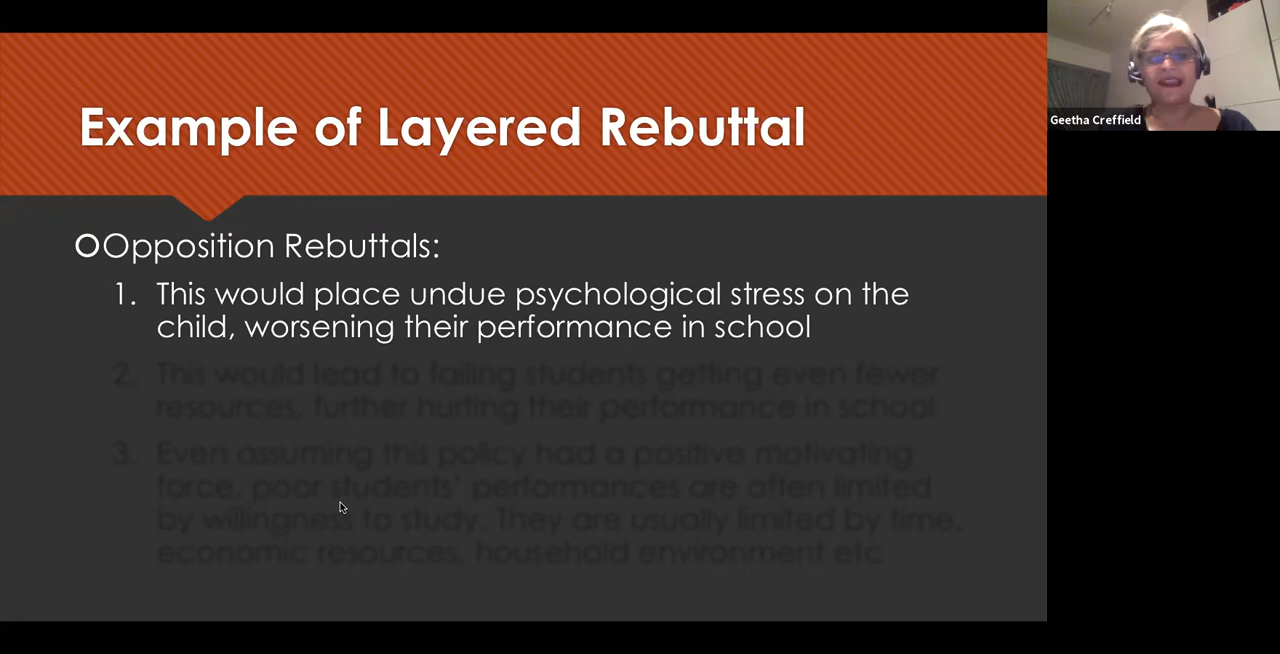 Example of Layered Rebuttal
Geetha Creffield
Opposition Rebuttals:
1. This would place undue psychological stress on the
child, worsening their performance in school
2. This would lead to failing students getting even fewer
resources, further hurting their performance in school
3. Even assuming this policy had a positive motivating
force, poor students' performances are often limited
by willingness to study. They are usually limited by time,
economic resources, household environment etc